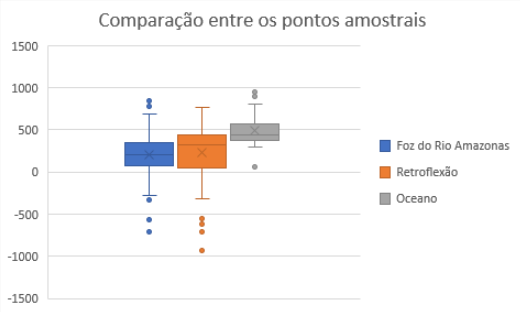 Comparação entre os pontos amostrais
1500
1000
500
0
-500
-1000
-1500
Foz do Rio Amazonas
Retroflexão
Oceano